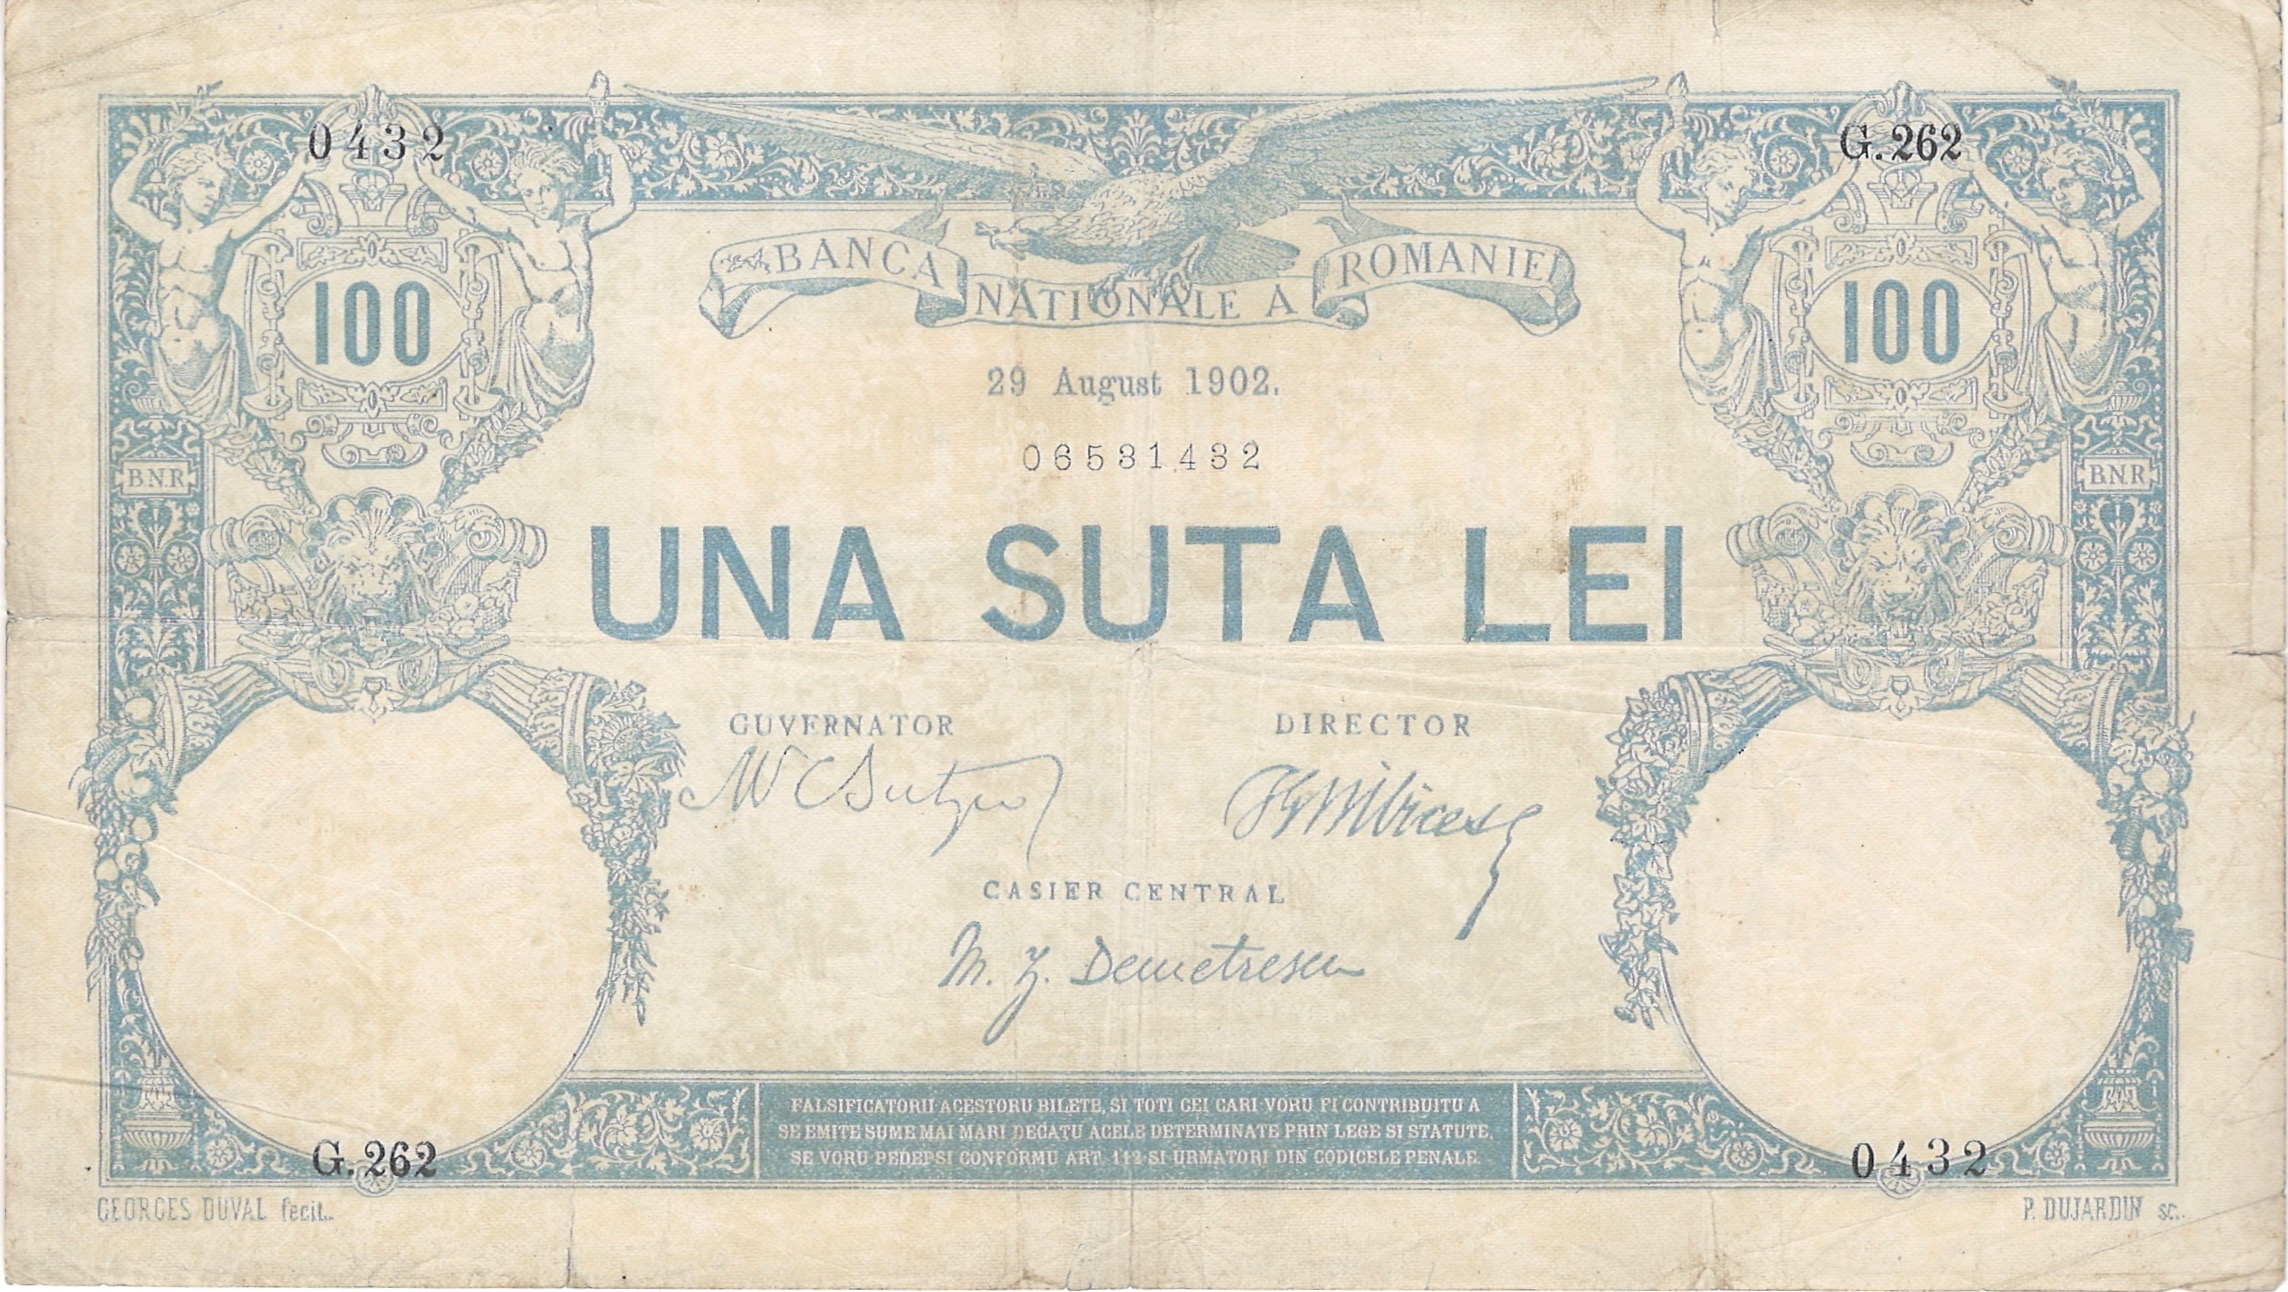 0432
G.262
BANCA NATIONALE A ROMANIEI
100
100
29 August 1902.
06531432
B.N.R
B.N.R
UNA SUTA LEI
GUVERNATOR
DIRECTOR
CASIER CENTRAL
M. Z. Demetrescu
FALSIFICATORII ACESTORU BILETE, SI TOTI CEI CARI VORU FI CONTRIBUITU A
SE EMITE SUME MAI MARI DECATU ACELE DETERMINATE PRIN LEGE SI STATUTE,
SE VORU PEDEPSI CONFORMU ART. 112 SI URMATORI DIN CODICELE PENALE.
G.262
0432
GEORGES DUVAL fecit.
P. DUJARDIN sc.